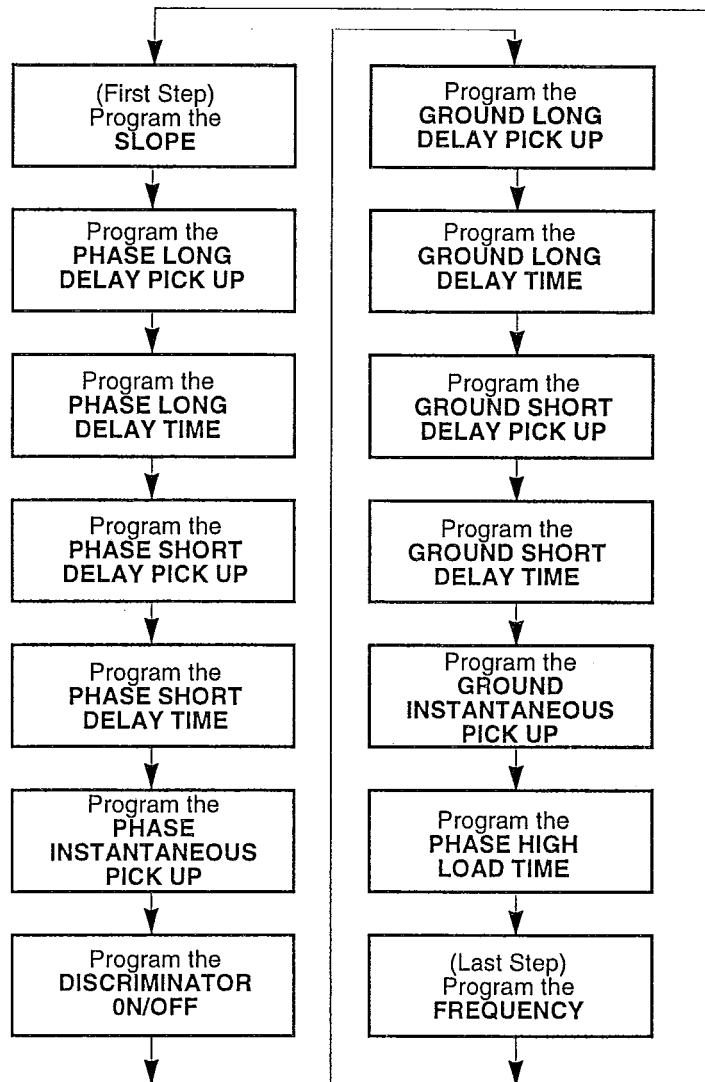 (First Step)
Program the
SLOPE
Program the
PHASE LONG
DELAY PICK UP
Program the
PHASE LONG
DELAY TIME
Program the
PHASE SHORT
DELAY PICK UP
Program the
PHASE SHORT
DELAY TIME
Program the
PHASE
INSTANTANEOUS
PICK UP
Program the
DISCRIMINATOR
0N/OFF
Program the
GROUND LONG
DELAY PICK UP
Program the
GROUND LONG
DELAY TIME
Program the
GROUND SHORT
DELAY PICK UP
Program the
GROUND SHORT
DELAY TIME
Program the
GROUND
INSTANTANEOUS
PICK UP
Program the
PHASE HIGH
LOAD TIME
(Last Step)
Program the
FREQUENCY